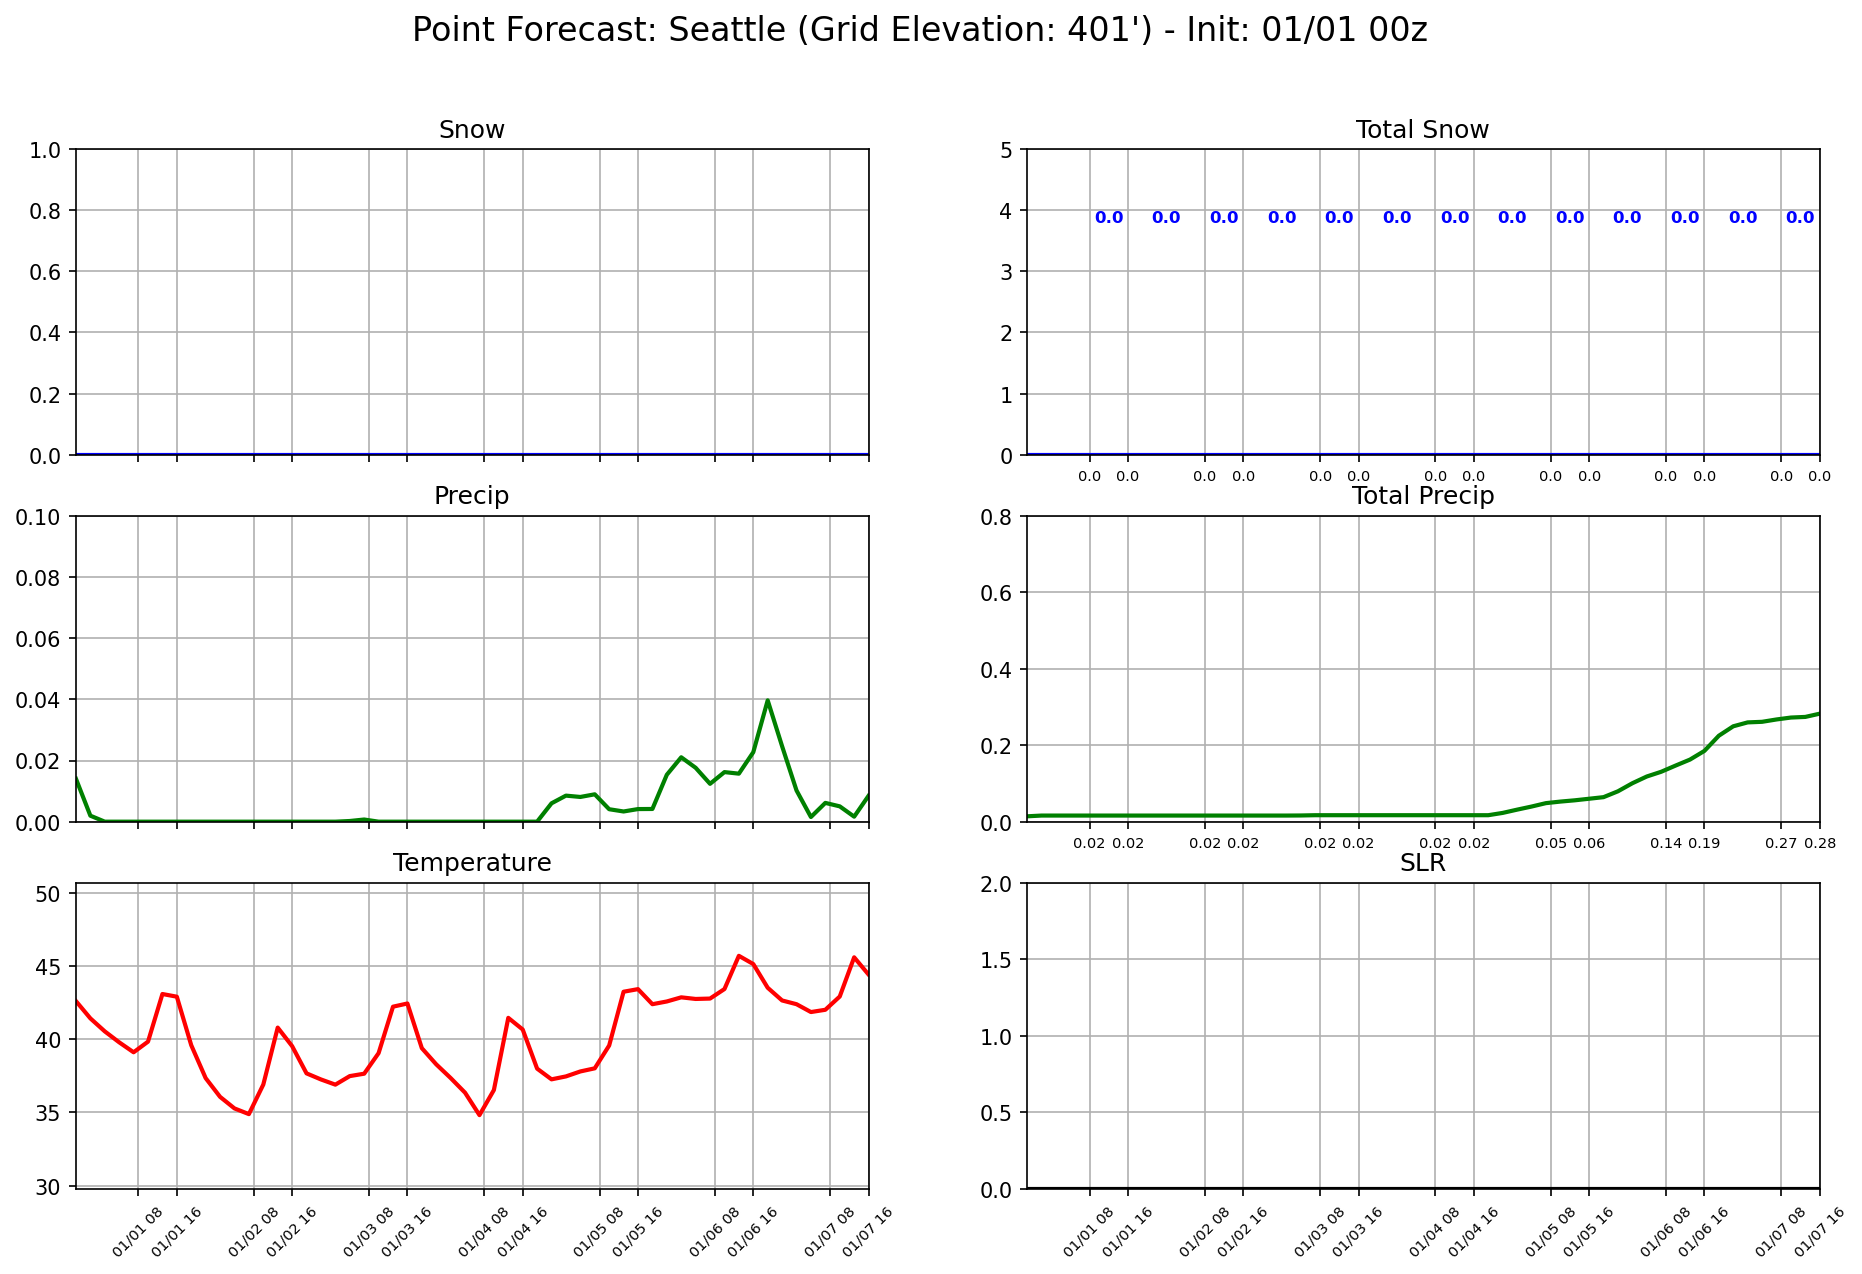 Point Forecast: Seattle (Grid Elevation: 401') - Init: 01/01 00z
Snow
1.0
0.8
0.6
0.4
0.2
0.0
Total Snow
5
4
3
2
1
0
0.0 0.0 0.0 0.0 0.0 0.0 0.0 0.0 0.0 0.0 0.0 0.0 0.0
0.0 0.0 0.0 0.0 0.0 0.0 0.0 0.0 0.0 0.0 0.0 0.0 0.0 0.0
Precip
0.10
0.08
0.06
0.04
0.02
0.00
Total Precip
0.8
0.6
0.4
0.2
0.0
0.02 0.02 0.02 0.02 0.02 0.02 0.02 0.02 0.05 0.06 0.14 0.19 0.27 0.28
Temperature
50
45
40
35
30
01/01 08 01/01 16 01/02 08 01/02 16 01/03 08 01/03 16 01/04 08 01/04 16 01/05 08 01/05 16 01/06 08 01/06 16 01/07 08 01/07 16
SLR
2.0
1.5
1.0
0.5
0.0
01/01 08 01/01 16 01/02 08 01/02 16 01/03 08 01/03 16 01/04 08 01/04 16 01/05 08 01/05 16 01/06 08 01/06 16 01/07 08 01/07 16